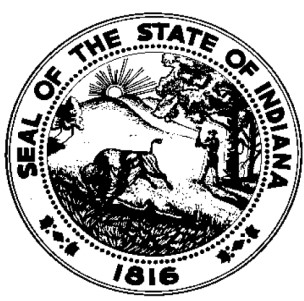 SEAL OF THE STATE OF INDIANA
1816